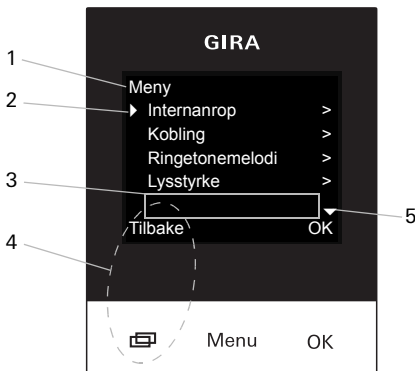 GIRA
1
Meny
2
Internanrop >
Kobling >
Ringetonemelodi >
3
Lysstyrke >
5
Tilbake OK
4
Menu OK